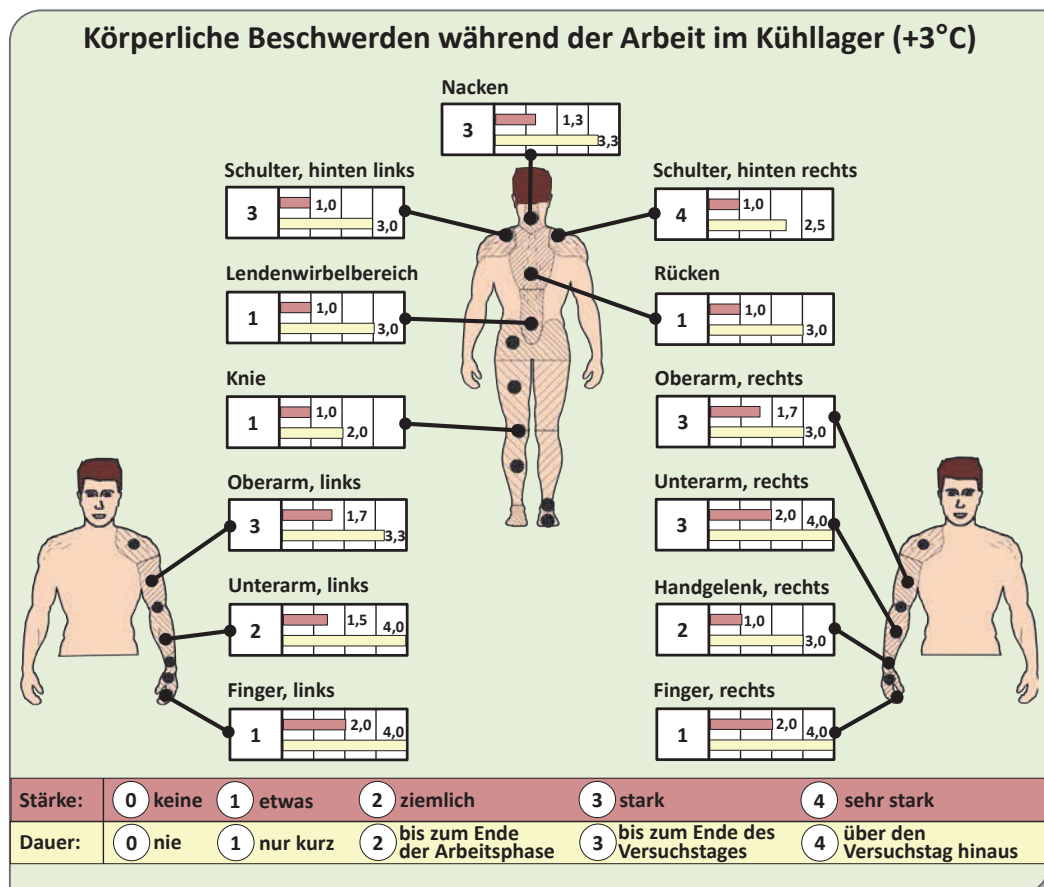 Körperliche Beschwerden während der Arbeit im Kühllager (+3°C)
Nacken
3
1,3
3,3
Schulter, hinten links
3
1,0
3,0
Schulter, hinten rechts
4
1,0
2,5
Lendenwirbelbereich
1
1,0
3,0
Rücken
1
1,0
3,0
Knie
1
1,0
2,0
Oberarm, rechts
3
1,7
3,0
Oberarm, links
3
1,7
3,3
Unterarm, rechts
3
2,0
4,0
Unterarm, links
2
1,5
4,0
Handgelenk, rechts
2
1,0
3,0
Finger, links
1
2,0
4,0
Finger, rechts
1
2,0
4,0
Stärke: 0 keine 1 etwas 2 ziemlich 3 stark 4 sehr stark
Dauer: 0 nie 1 nur kurz 2 bis zum Ende der Arbeitsphase 3 bis zum Ende des Versuchstages 4 über den Versuchstag hinaus